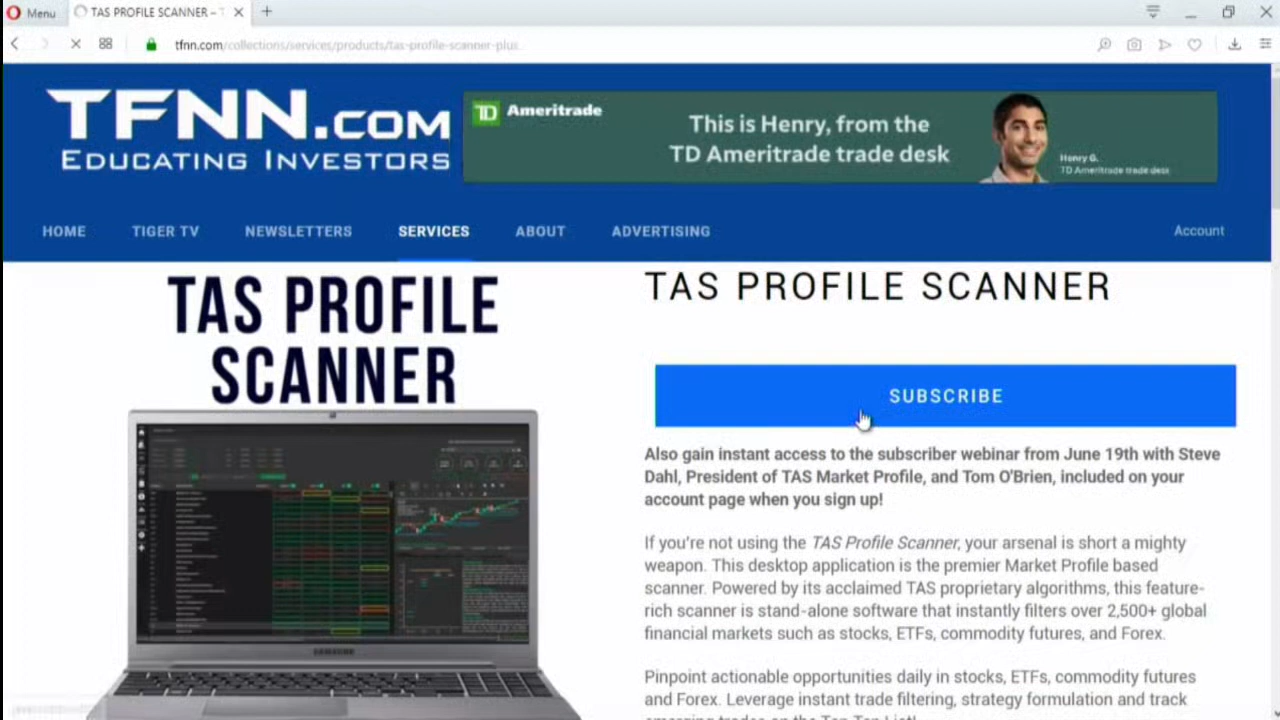 Menu
TAS PROFILE SCANNER –
tfnn.com/collections/services/products/tas-profile-scanner-plus
TFNN.COM
EDUCATING INVESTORS
TD Ameritrade
This is Henry, from the
TD Ameritrade trade desk
Henry G.
TD Ameritrade trade desk
HOME TIGER TV NEWSLETTERS SERVICES ABOUT ADVERTISING Account
TAS PROFILE
SCANNER
SAMSUNG
TAS PROFILE SCANNER
SUBSCRIBE
Also gain instant access to the subscriber webinar from June 19th with Steve
Dahl, President of TAS Market Profile, and Tom O'Brien, included on your
account page when you sign up!
If you're not using the TAS Profile Scanner, your arsenal is short a mighty
weapon. This desktop application is the premier Market Profile based
scanner. Powered by its acclaimed TAS proprietary algorithms, this feature-
rich scanner is stand-alone software that instantly filters over 2,500+ global
financial markets such as stocks, ETFs, commodity futures, and Forex.
Pinpoint actionable opportunities daily in stocks, ETFs, commodity futures
and Forex. Leverage instant trade filtering, strategy formulation and track
emerging trades on the Top Ten List!